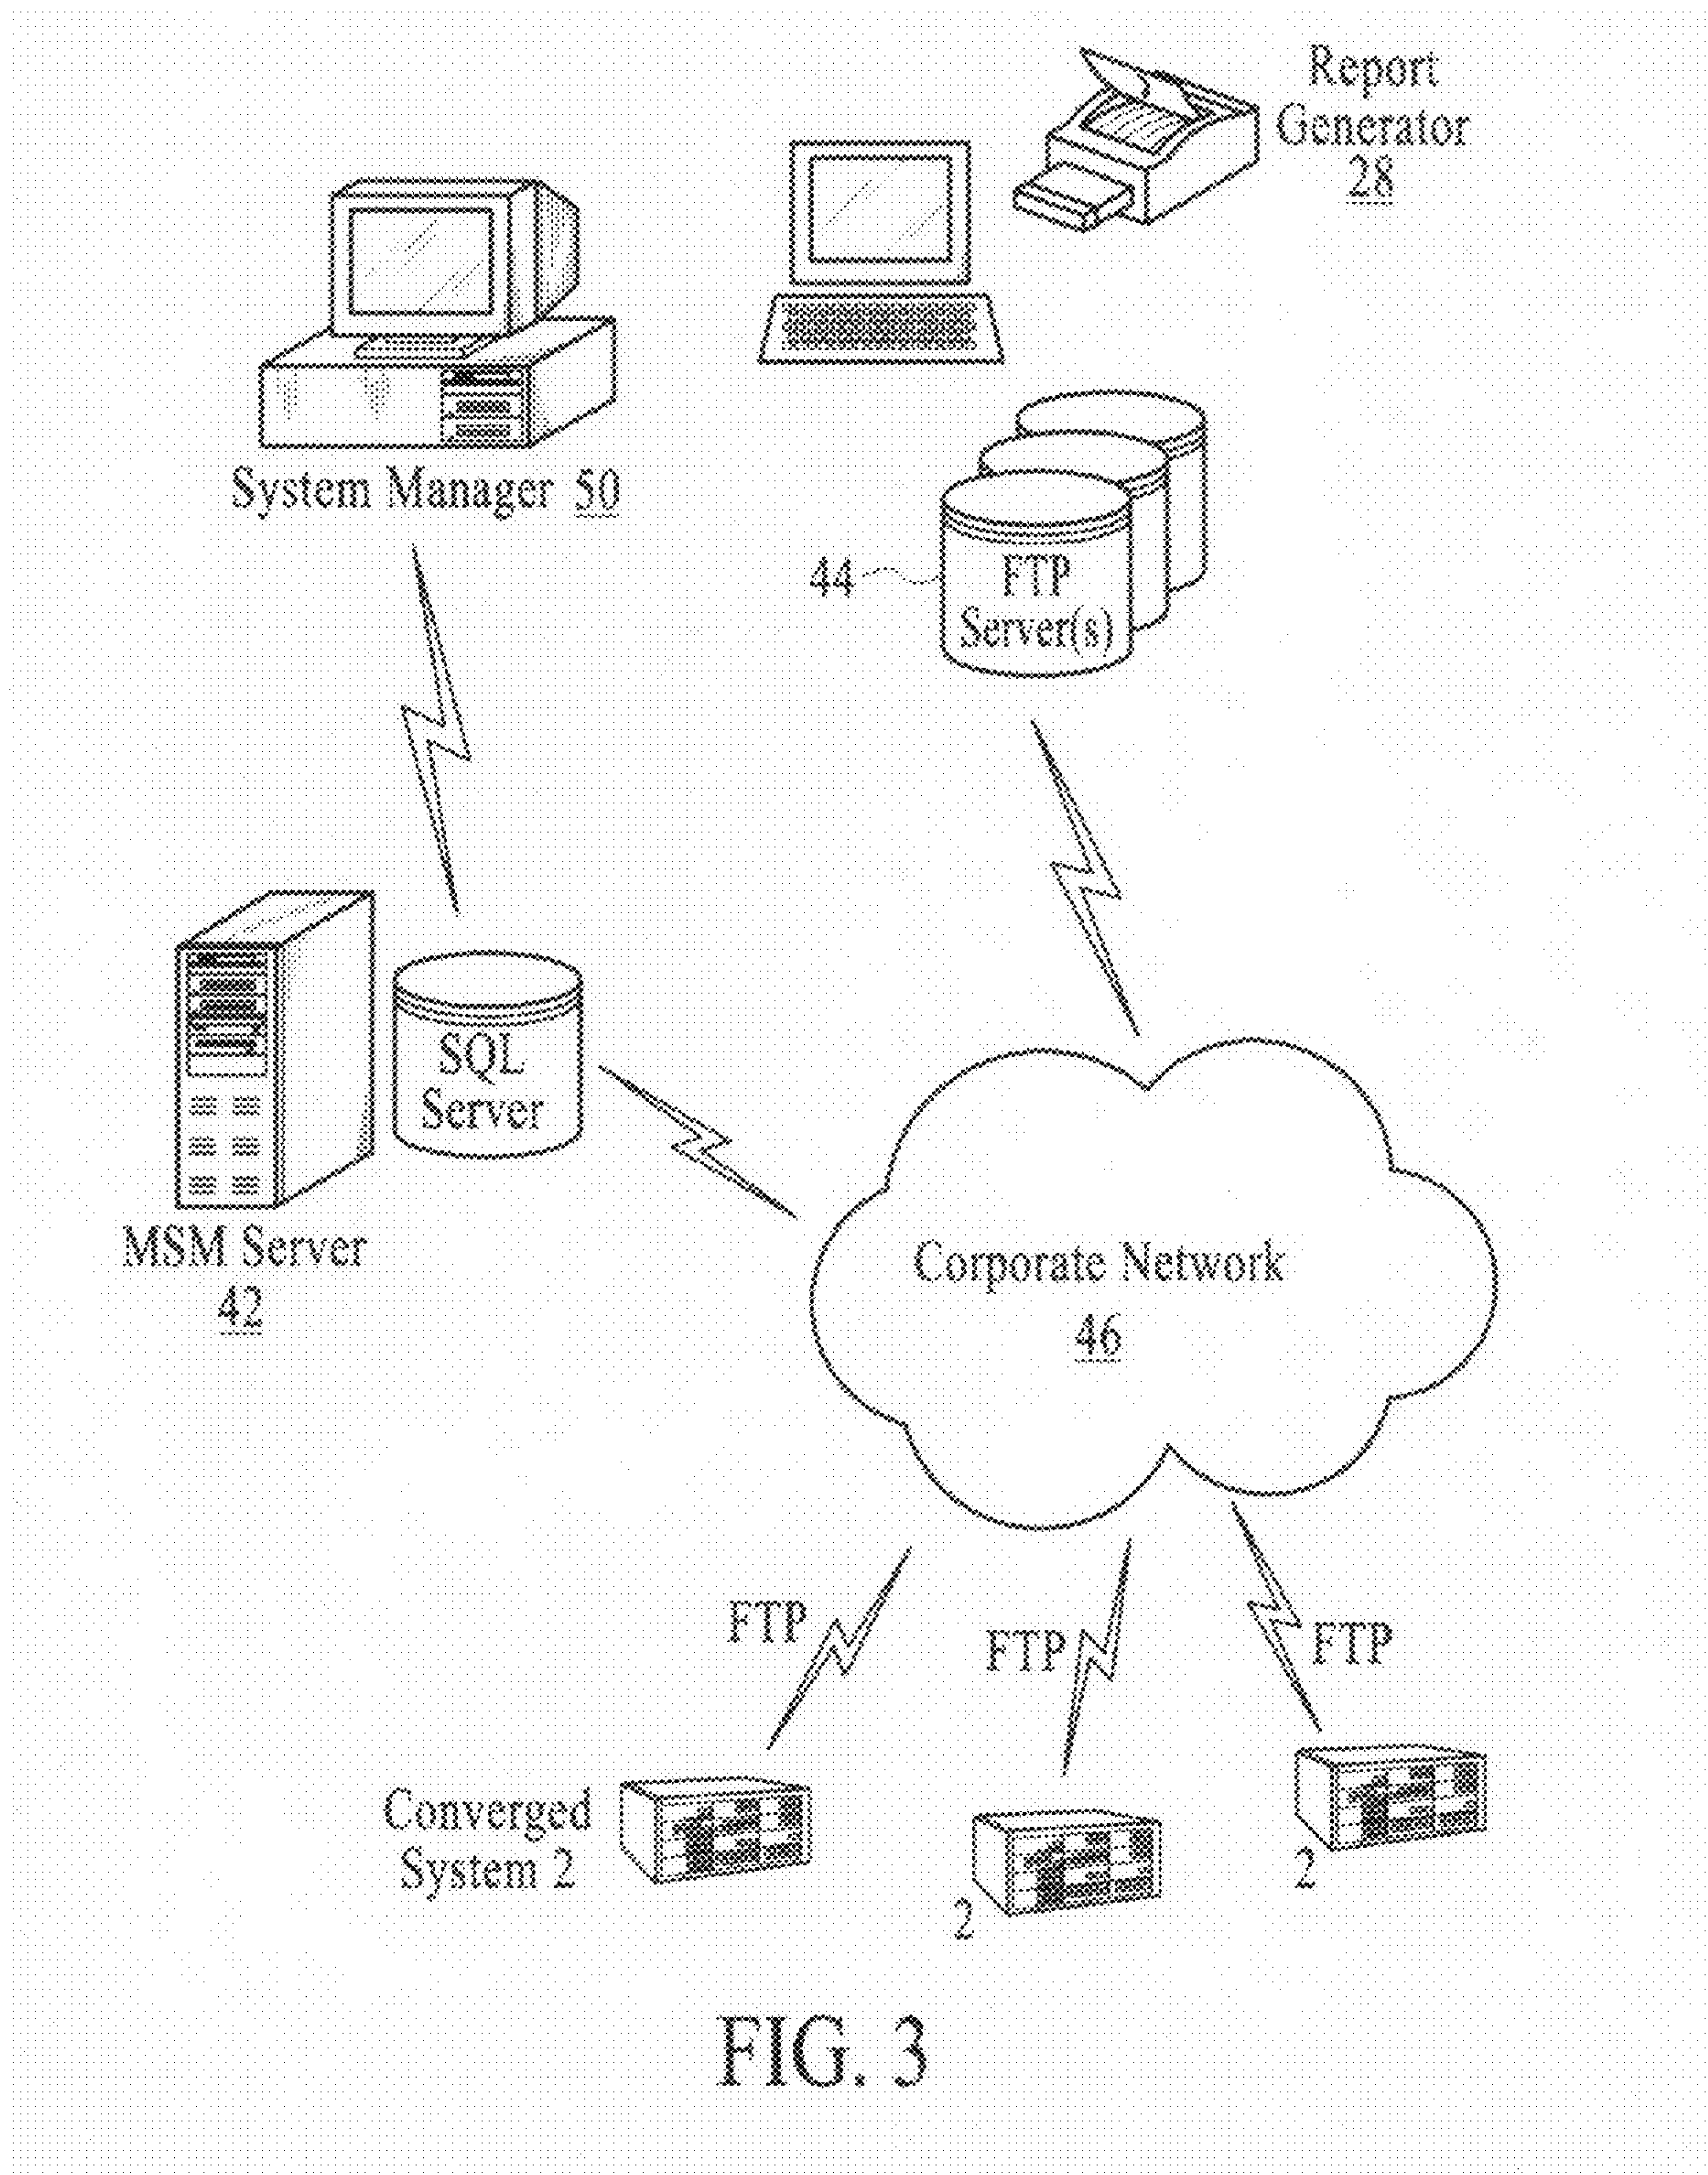 Report
Generator
28
System Manager 50
44
FTP
Server(s)
SQL
Server
MSM Server
42
Corporate Network
46
FTP
FTP
FTP
Converged
System 2
2
2
FIG. 3